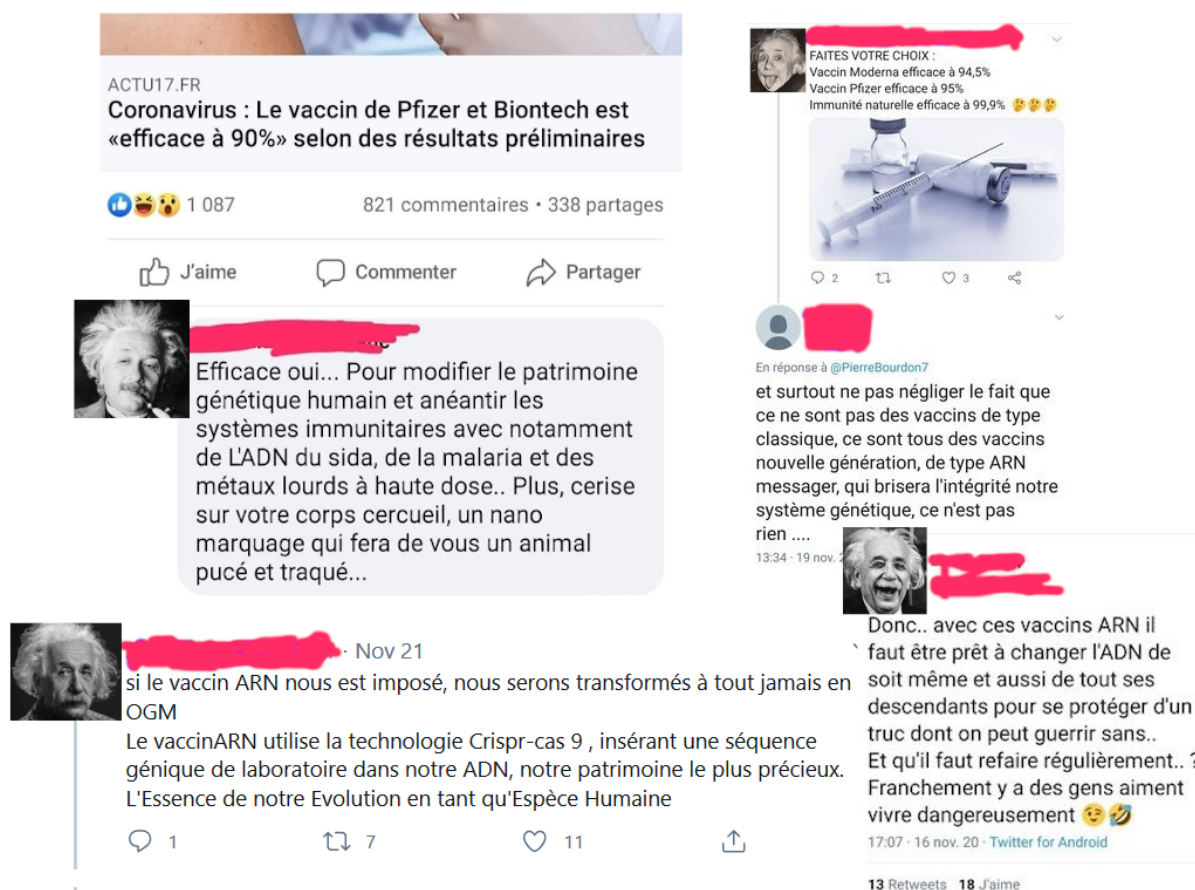 ACTU17.FR
Coronavirus : Le vaccin de Pfizer et Biontech est
«efficace à 90%» selon des résultats préliminaires
1 087
821 commentaires • 338 partages
J'aime
Commenter
Partager
Efficace oui... Pour modifier le patrimoine
génétique humain et anéantir les
systèmes immunitaires avec notamment
de L'ADN du sida, de la malaria et des
métaux lourds à haute dose.. Plus, cerise
sur votre corps cercueil, un nano
marquage qui fera de vous un animal
pucé et traqué...
FAITES VOTRE CHOIX :
Vaccin Moderna efficace à 94,5%
Vaccin Pfizer efficace à 95%
Immunité naturelle efficace à 99,9% 🤔🤔🤔
2
3
En réponse à @PierreBourdon7
et surtout ne pas négliger le fait que
ce ne sont pas des vaccins de type
classique, ce sont tous des vaccins
nouvelle génération, de type ARN
messager, qui brisera l'intégrité notre
système génétique, ce n'est pas
rien ....
13:34 · 19 nov. 2
· Nov 21
si le vaccin ARN nous est imposé, nous serons transformés à tout jamais en
OGM
Le vaccinARN utilise la technologie Crispr-cas 9 , insérant une séquence
génique de laboratoire dans notre ADN, notre patrimoine le plus précieux.
L'Essence de notre Evolution en tant qu'Espèce Humaine
1
7
11
Donc.. avec ces vaccins ARN il
faut être prêt à changer l'ADN de
soit même et aussi de tout ses
descendants pour se protéger d'un
truc dont on peut guerrir sans..
Et qu'il faut refaire régulièrement.. ?
Franchement y a des gens aiment
vivre dangereusement 😉🤣
17:07 · 16 nov. 20 · Twitter for Android
13 Retweets 18 J'aime